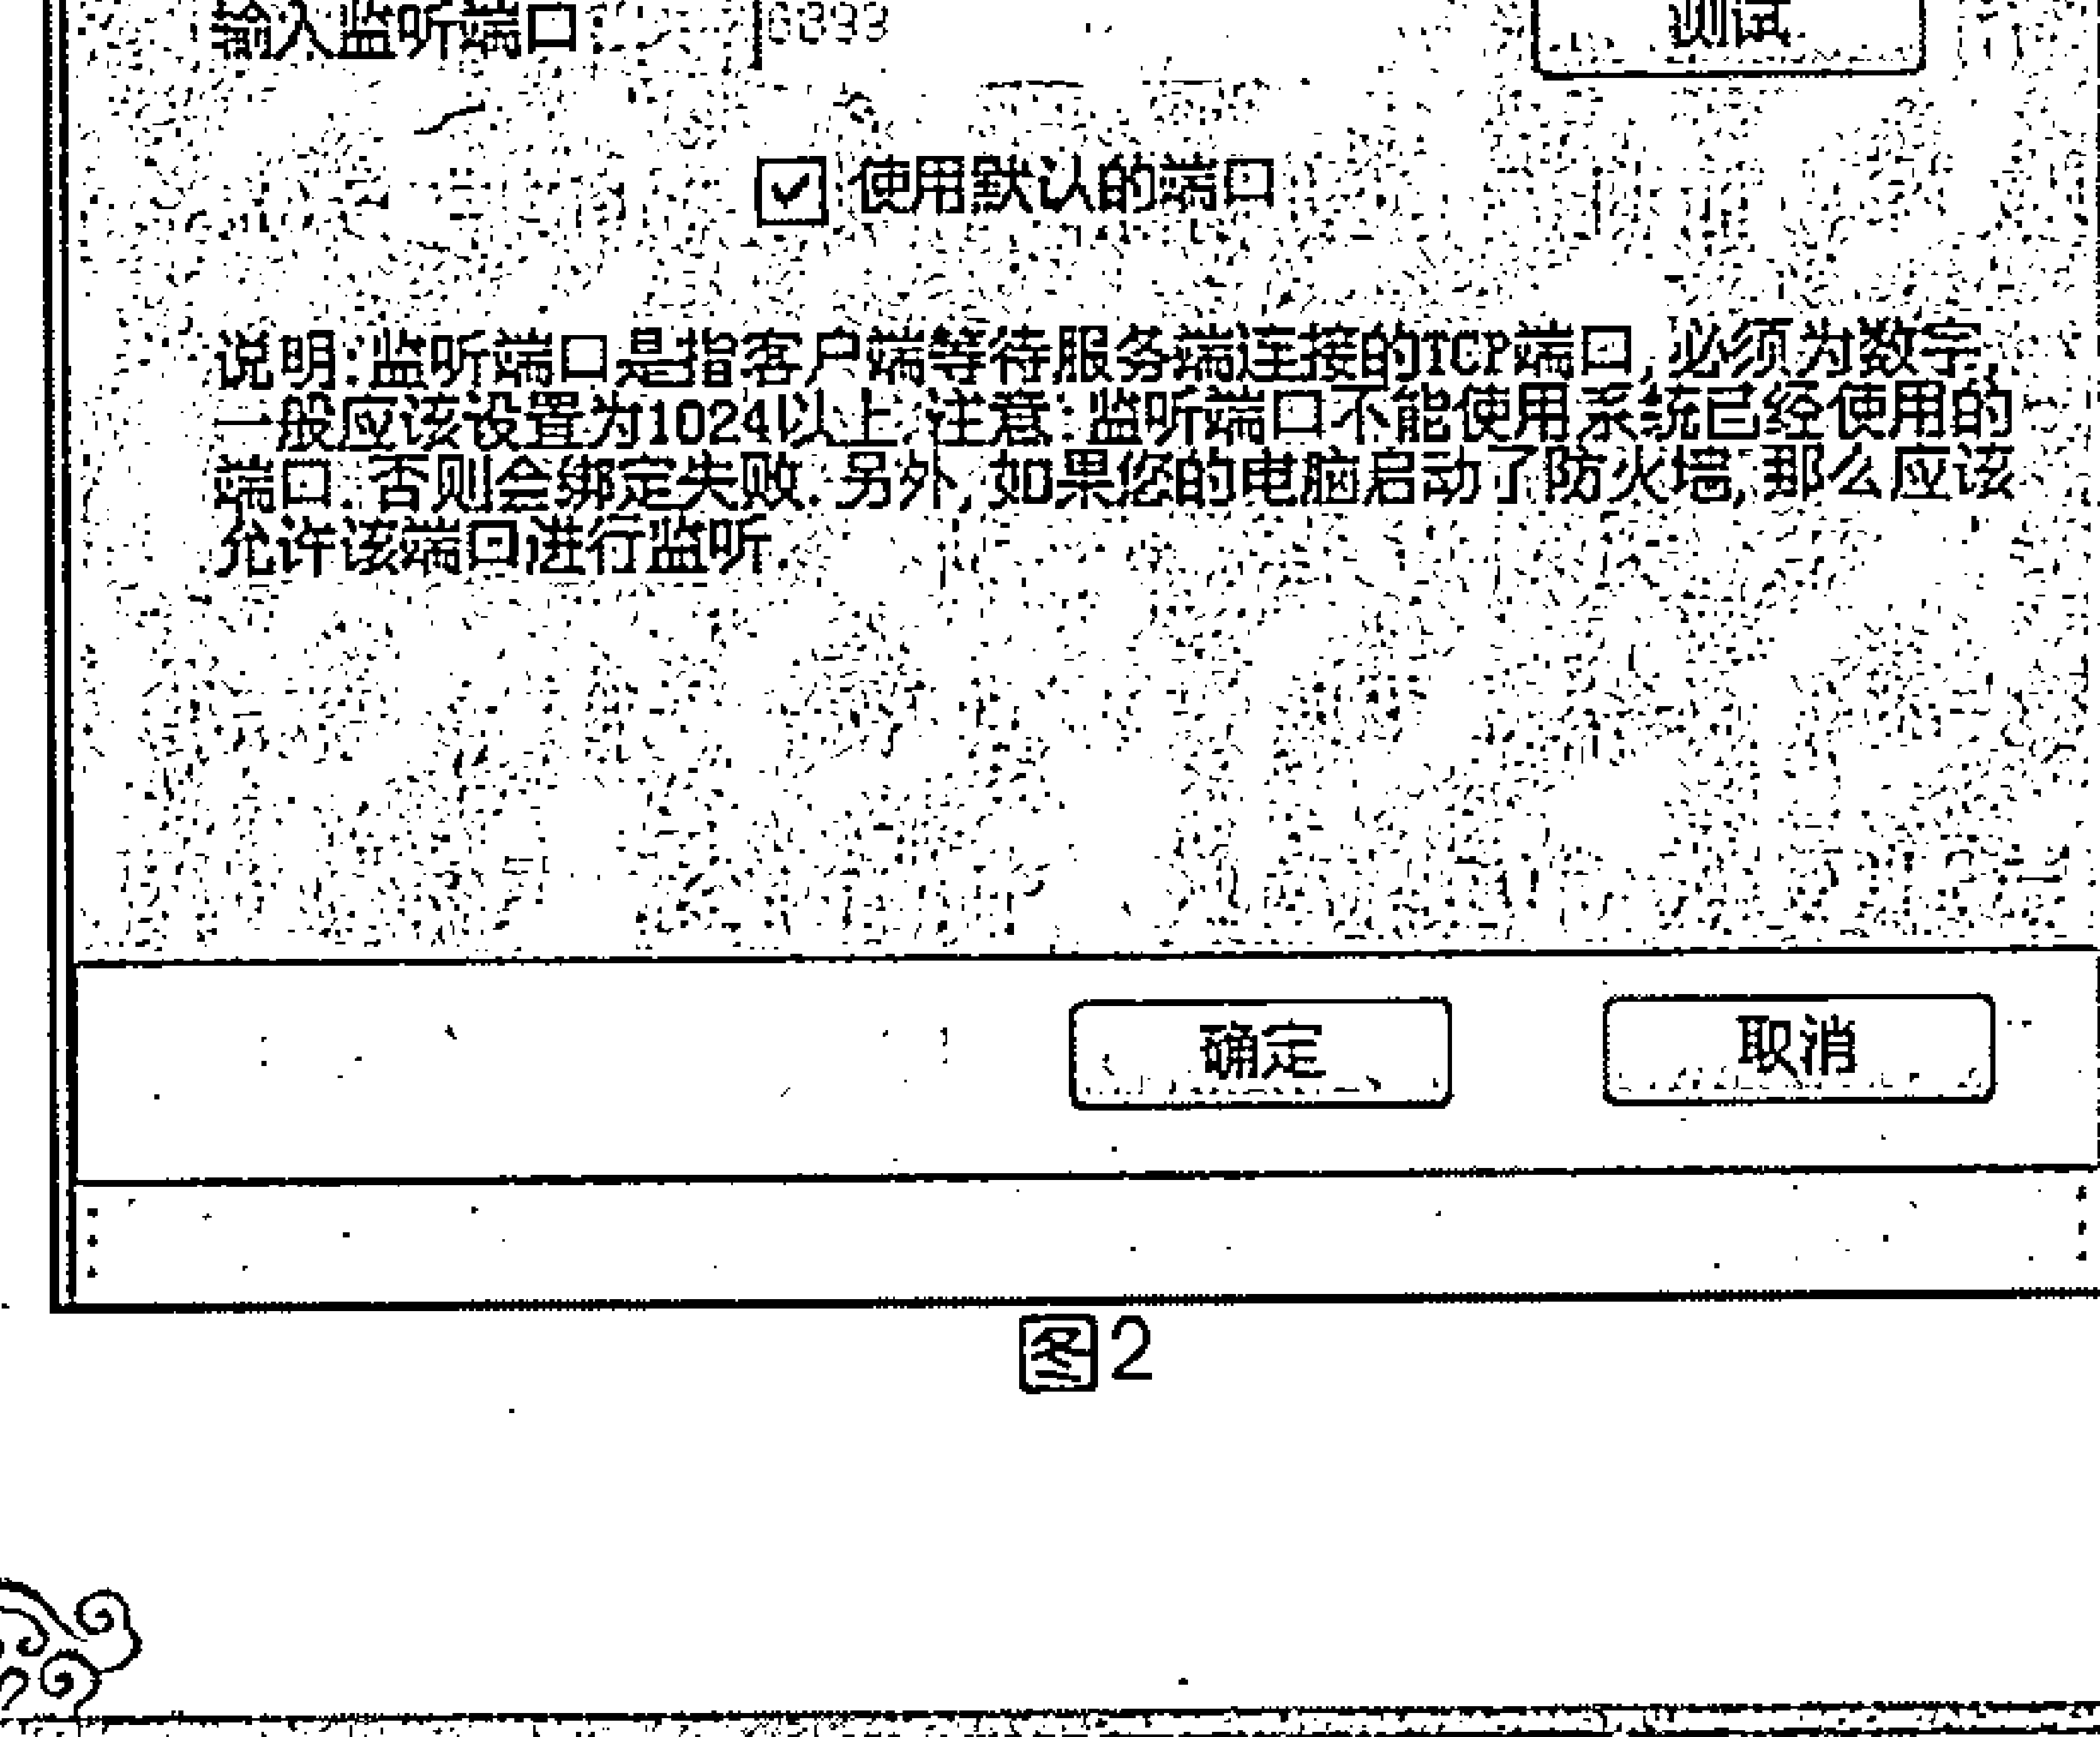 输入监听端口
测试
使用默认的端口
说明:监听端口是指客户端等待服务端连接的TCP端口,必须为数字,
一般应该设置为1024以上.注意:监听端口不能使用系统已经使用的
端口.否则会绑定失败.另外,如果您的电脑启动了防火墙,那么应该
允许该端口进行监听.
确定
取消
图2